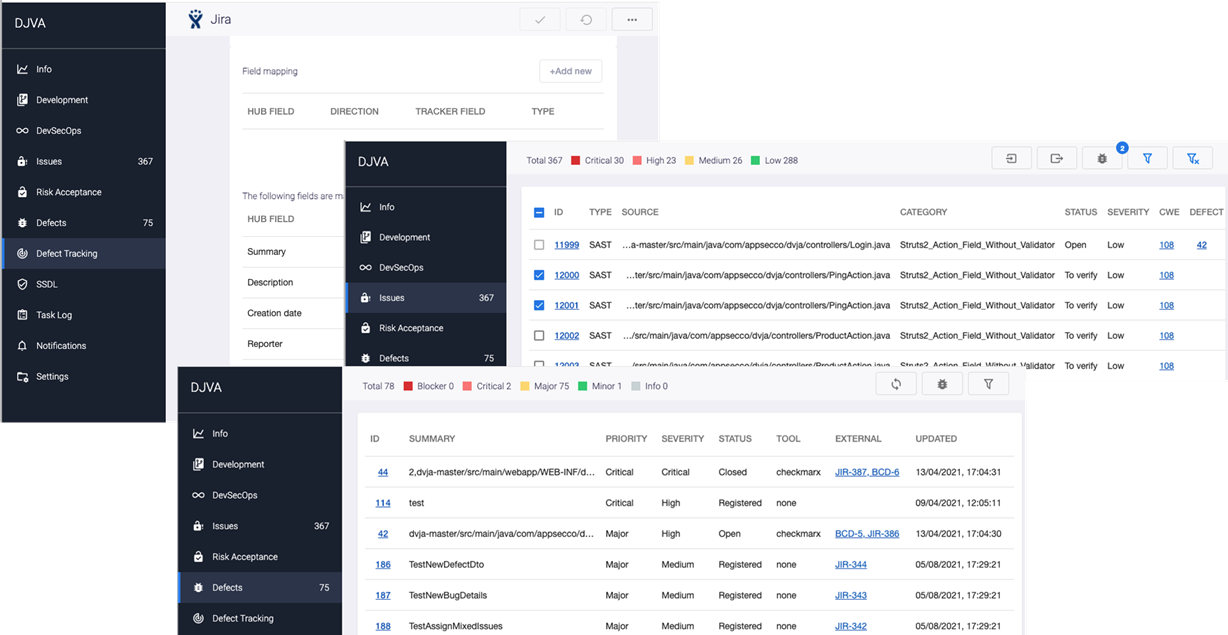 DJVA
Info
Development
DevSecOps
Issues 367
Risk Acceptance
Defects 75
Defect Tracking
SSDL
Task Log
Notifications
Settings
Jira
Field mapping +Add new
HUB FIELD DIRECTION TRACKER FIELD TYPE
The following fields are m
HUB FIELD
Summary
Description
Creation date
Reporter
DJVA
Info
Development
DevSecOps
Issues 367
Risk Acceptance
Defects 75
Total 367 Critical 30 High 23 Medium 26 Low 288 2
ID TYPE SOURCE CATEGORY STATUS SEVERITY CWE DEFECT
11999 SAST ...a-master/src/main/java/com/appsecco/dvja/controllers/Login.java Struts2_Action_Field_Without_Validator Open Low 108 42
12000 SAST ...ter/src/main/java/com/appsecco/dvja/controllers/PingAction.java Struts2_Action_Field_Without_Validator To verify Low 108
12001 SAST ...ter/src/main/java/com/appsecco/dvja/controllers/PingAction.java Struts2_Action_Field_Without_Validator To verify Low 108
12002 SAST .../src/main/java/com/appsecco/dvja/controllers/ProductAction.java Struts2_Action_Field_Without_Validator To verify Low 108
12003 SAST .../src/main/java/com/appsecco/dvja/controllers/ProductAction.java Struts2_Action_Field_Without_Validator To verify Low 108
DJVA
Info
Development
DevSecOps
Issues 367
Risk Acceptance
Defects 75
Defect Tracking
Total 78 Blocker 0 Critical 2 Major 75 Minor 1 Info 0
ID SUMMARY PRIORITY SEVERITY STATUS TOOL EXTERNAL UPDATED
44 2,dvja-master/src/main/webapp/WEB-INF/d... Critical Critical Closed checkmarx JIR-387, BCD-6 13/04/2021, 17:04:31
114 test Critical High Registered none 09/04/2021, 12:05:11
42 dvja-master/src/main/java/com/appsecco/d... Major High Open checkmarx BCD-5, JIR-386 13/04/2021, 17:04:30
186 TestNewDefectDto Major Medium Registered none JIR-344 05/08/2021, 17:29:21
187 TestNewBugDetails Major Medium Registered none JIR-343 05/08/2021, 17:29:21
188 TestAssignMixedIssues Major Medium Registered none JIR-342 05/08/2021, 17:29:21